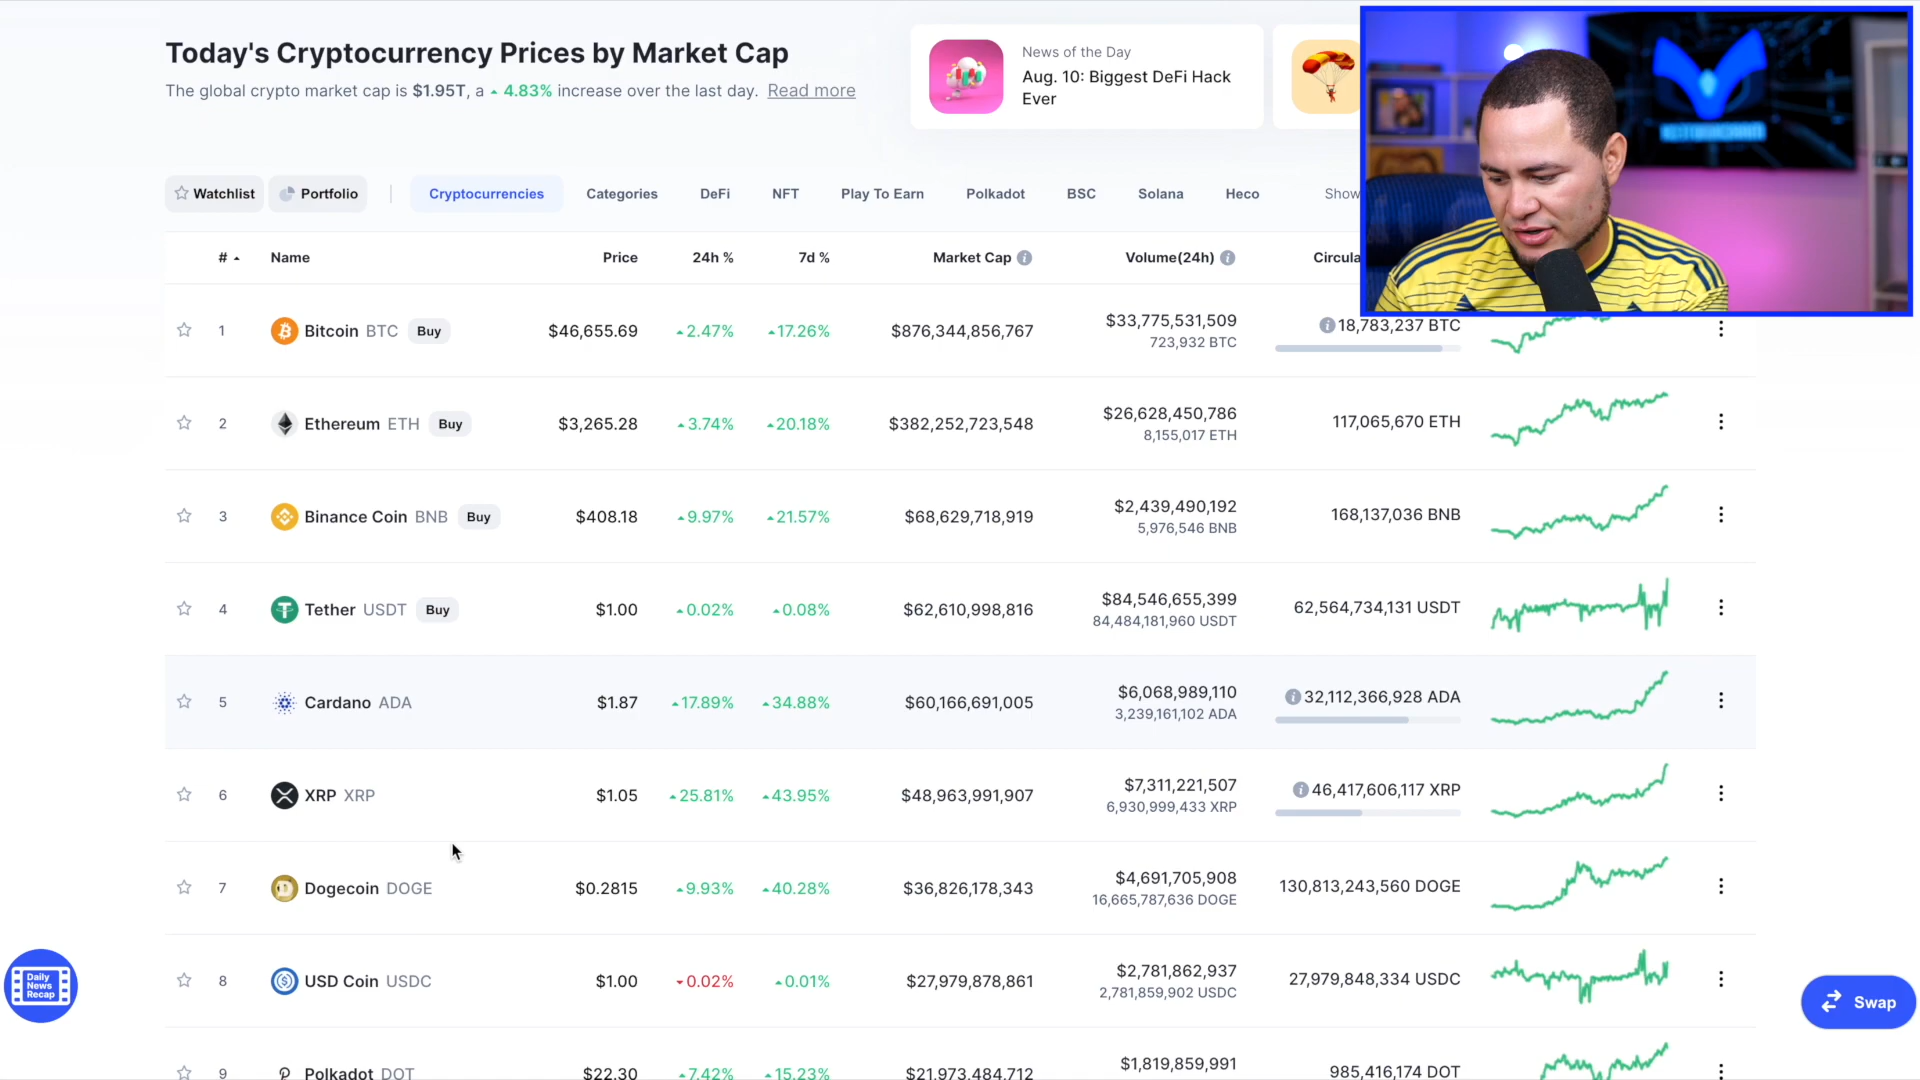 Today's Cryptocurrency Prices by Market Cap
The global crypto market cap is $1.95T, a 4.83% increase over the last day. Read more
News of the Day
Aug. 10: Biggest DeFi Hack
Ever
Watchlist Portfolio Cryptocurrencies Categories DeFi NFT Play To Earn Polkadot BSC Solana Heco Show
# Name Price 24h % 7d % Market Cap Volume(24h) Circula
1 Bitcoin BTC Buy $46,655.69 2.47% 17.26% $876,344,856,767 $33,775,531,509 18,783,237 BTC
723,932 BTC
2 Ethereum ETH Buy $3,265.28 3.74% 20.18% $382,252,723,548 $26,628,450,786 117,065,670 ETH
8,155,017 ETH
3 Binance Coin BNB Buy $408.18 9.97% 21.57% $68,629,718,919 $2,439,490,192 168,137,036 BNB
5,976,546 BNB
4 Tether USDT Buy $1.00 0.02% 0.08% $62,610,998,816 $84,546,655,399 62,564,734,131 USDT
84,484,181,960 USDT
5 Cardano ADA $1.87 17.89% 34.88% $60,166,691,005 $6,068,989,110 32,112,366,928 ADA
3,239,161,102 ADA
6 XRP XRP $1.05 25.81% 43.95% $48,963,991,907 $7,311,221,507 46,417,606,117 XRP
6,930,999,433 XRP
7 Dogecoin DOGE $0.2815 9.93% 40.28% $36,826,178,343 $4,691,705,908 130,813,243,560 DOGE
16,665,787,636 DOGE
8 USD Coin USDC $1.00 0.02% 0.01% $27,979,878,861 $2,781,862,937 27,979,848,334 USDC
2,781,859,902 USDC
9 Polkadot DOT $22.30 7.42% 15.23% $21,973,484,712 $1,819,859,991 985,416,174 DOT
Daily
News
Recap
Swap